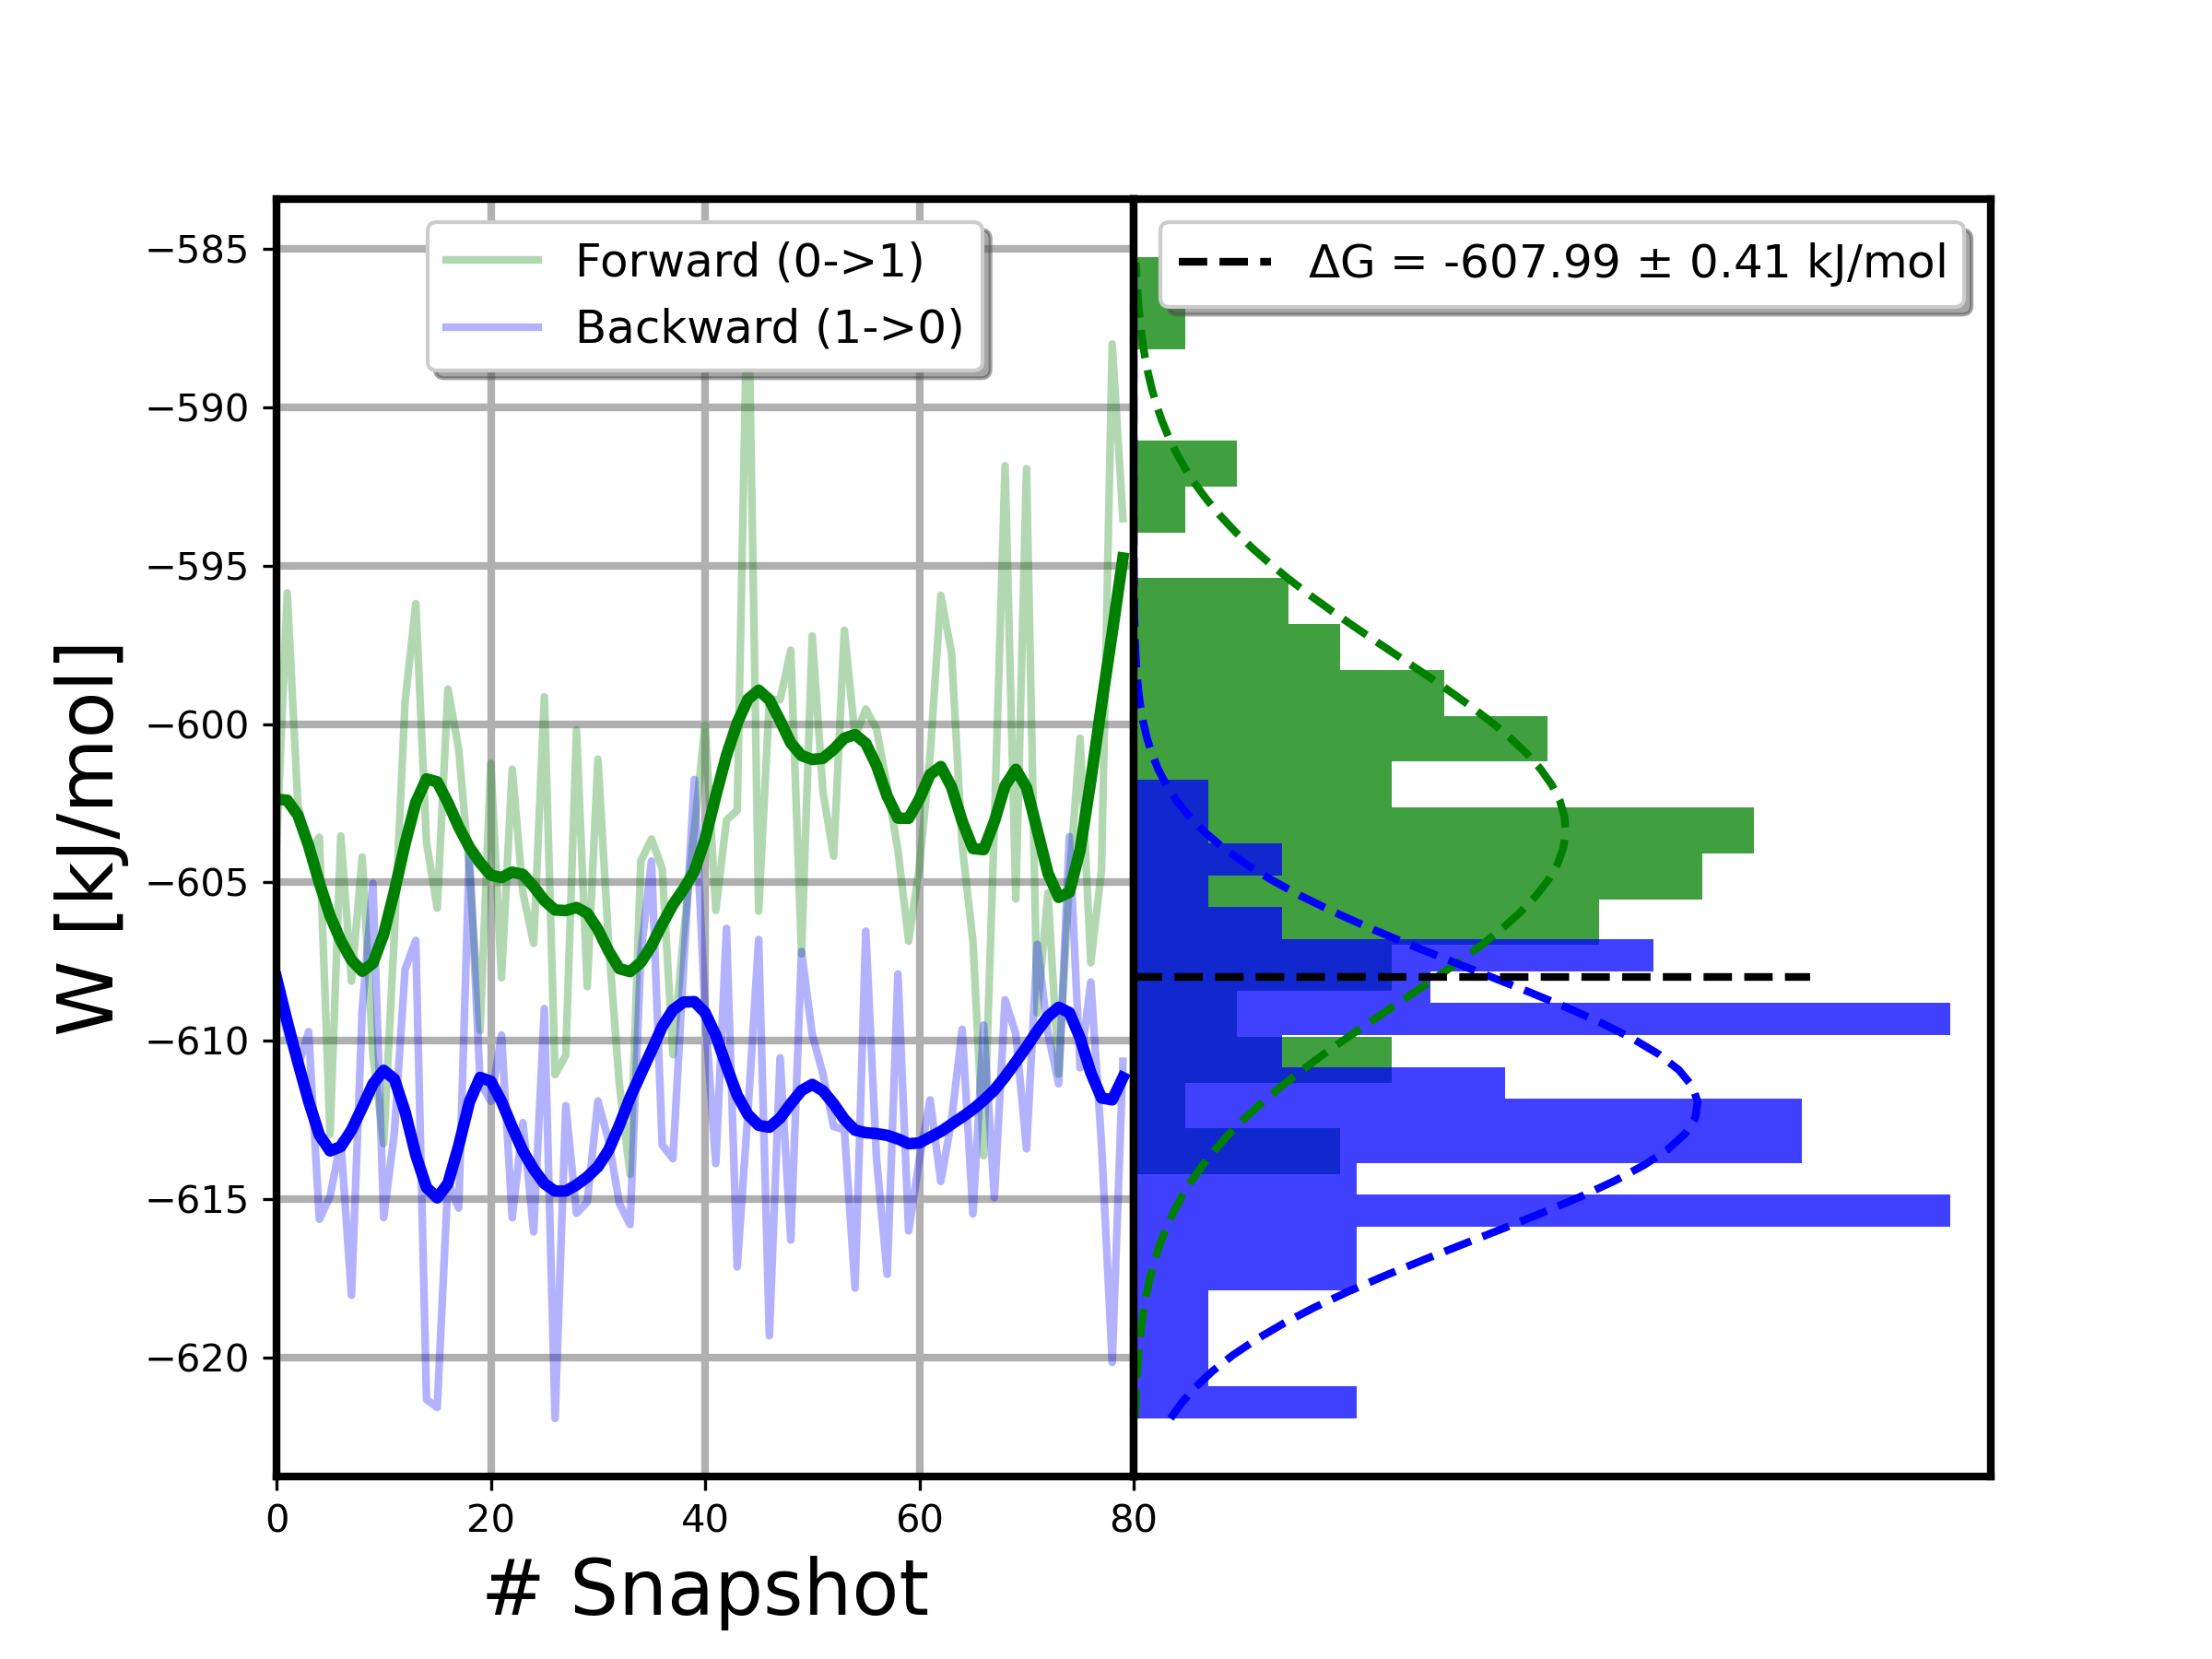 Forward (0->1)
Backward (1->0)
ΔG = -607.99 ± 0.41 kJ/mol
W [kJ/mol]
−585
−590
−595
−600
−605
−610
−615
−620
0 20 40 60 80
# Snapshot